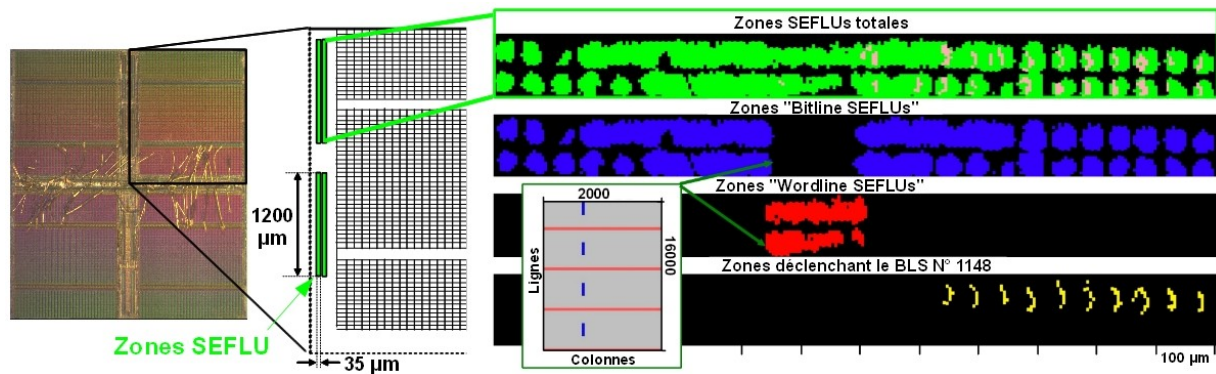 Zones SEFLUs totales
Zones "Bitline SEFLUs"
Zones "Wordline SEFLUs"
2000
1200
µm
Lignes
16000
Zones déclenchant le BLS N° 1148
Zones SEFLU
35 µm
Colonnes
100 µm